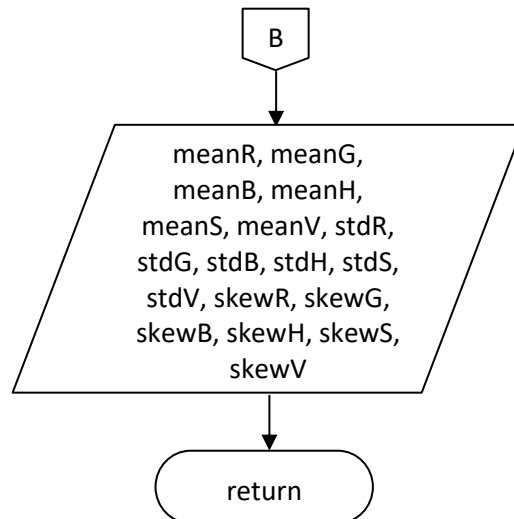 B
meanR, meanG,
meanB, meanH,
meanS, meanV, stdR,
stdG, stdB, stdH, stdS,
stdV, skewR, skewG,
skewB, skewH, skewS,
skewV
return